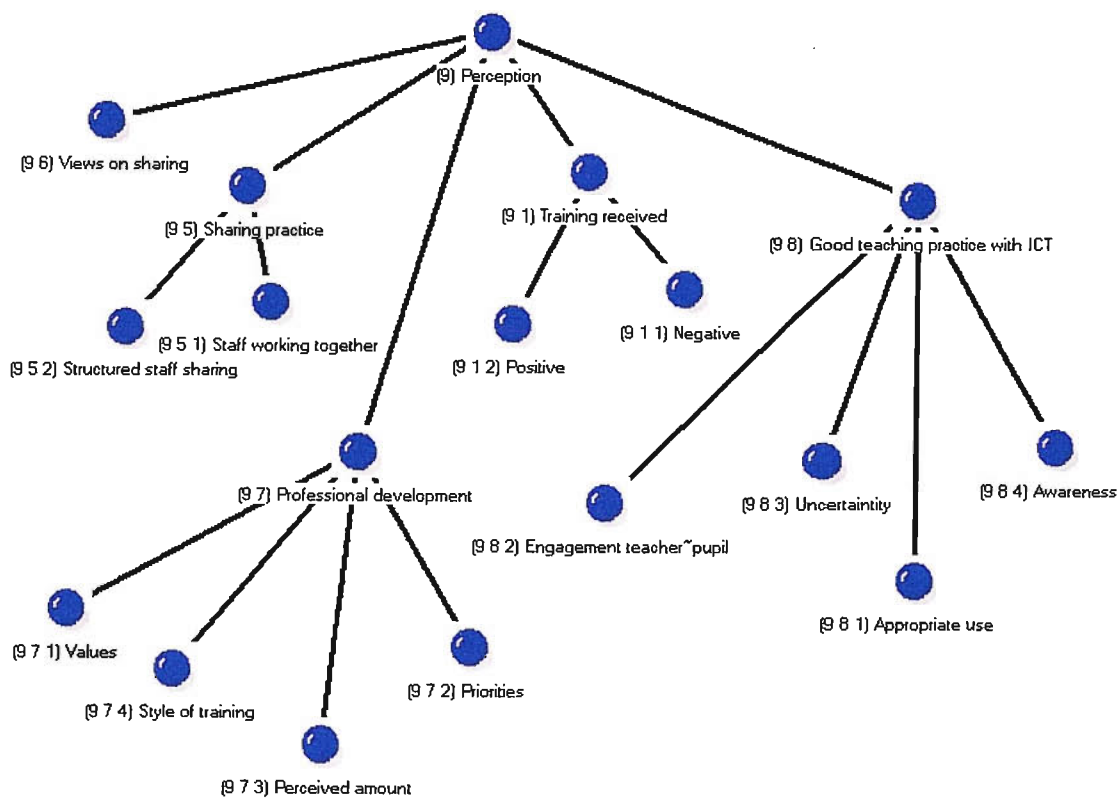 (9) Perception
(9 6) Views on sharing
(9 5) Sharing practice
(9 1) Training received
(9 8) Good teaching practice with ICT
(9 5 2) Structured staff sharing
(9 5 1) Staff working together
(9 1 2) Positive
(9 1 1) Negative
(9 7) Professional development
(9 8 2) Engagement teacher~pupil
(9 8 3) Uncertaintity
(9 8 4) Awareness
(9 8 1) Appropriate use
(9 7 1) Values
(9 7 4) Style of training
(9 7 3) Perceived amount
(9 7 2) Priorities